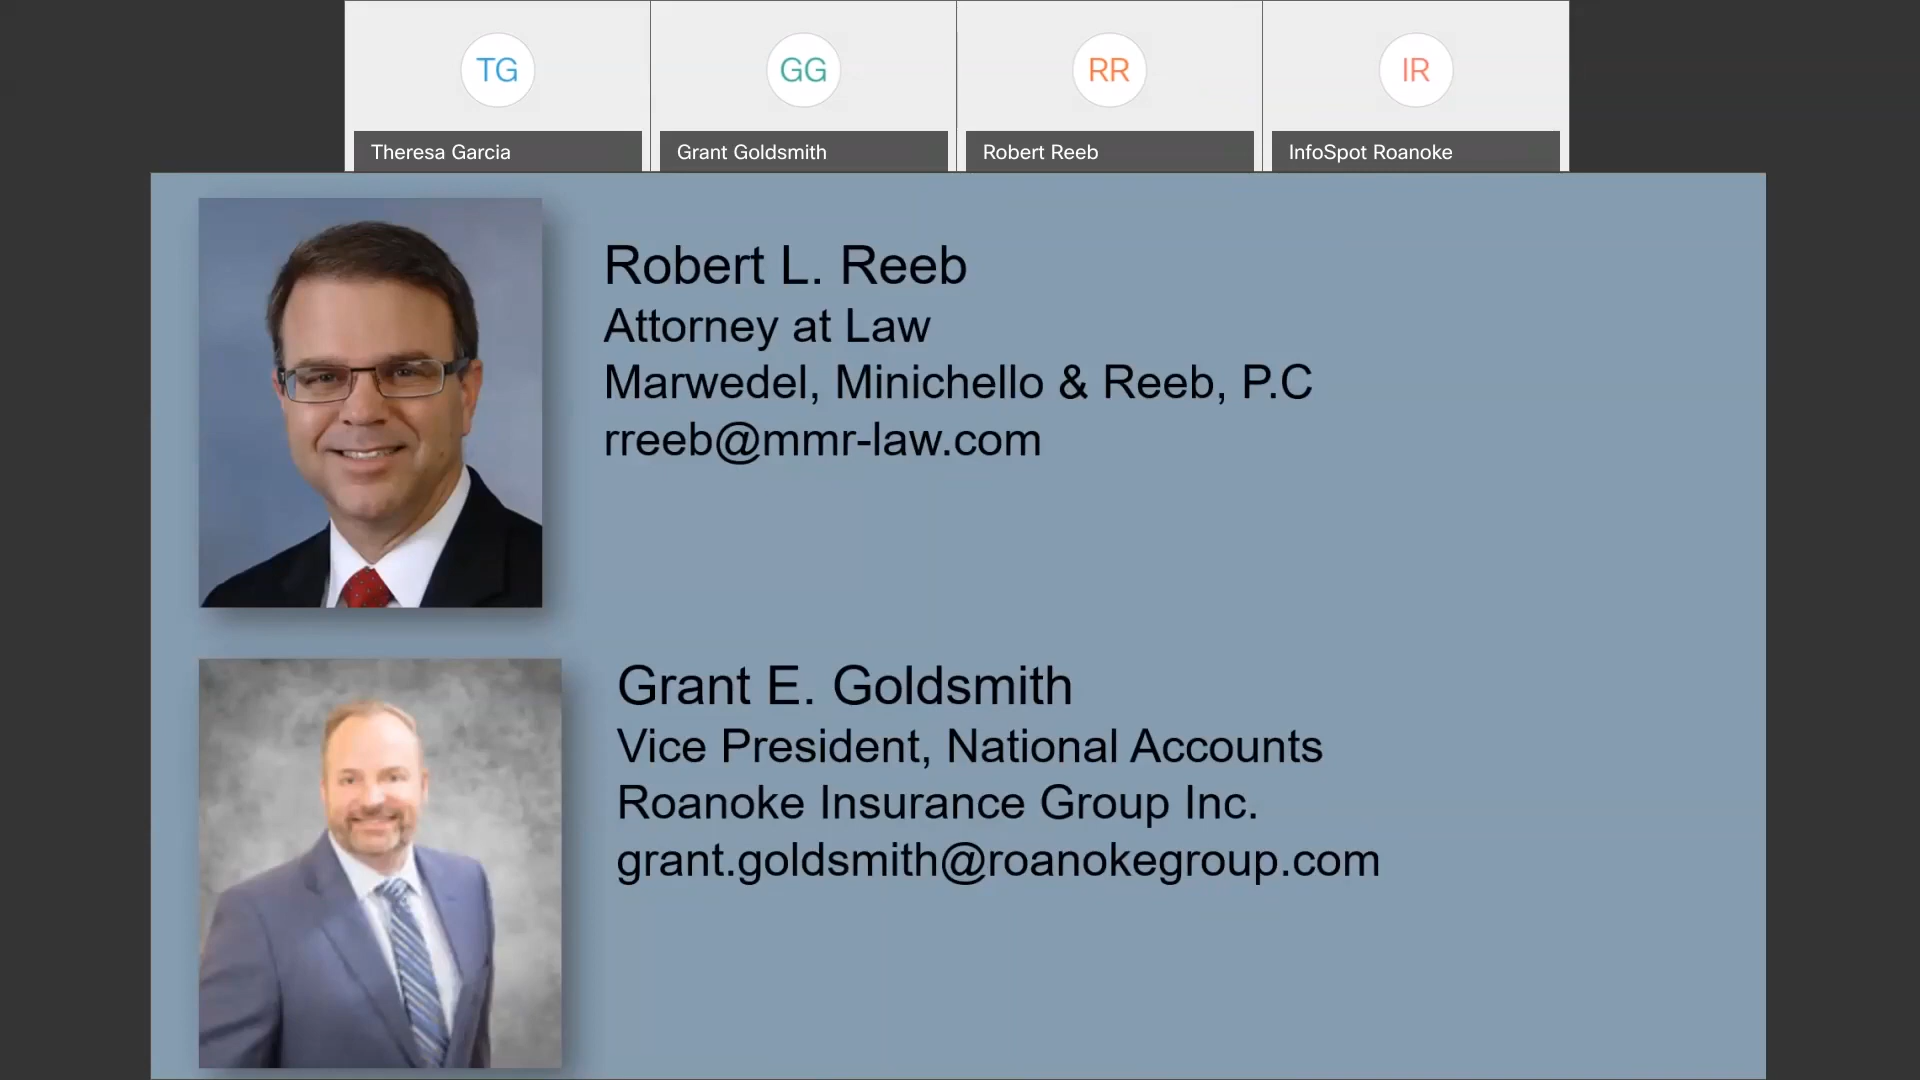 TG
GG
RR
IR
Theresa Garcia
Grant Goldsmith
Robert Reeb
InfoSpot Roanoke
Robert L. Reeb
Attorney at Law
Marwedel, Minichello & Reeb, P.C
rreeb@mmr-law.com
Grant E. Goldsmith
Vice President, National Accounts
Roanoke Insurance Group Inc.
grant.goldsmith@roanokegroup.com